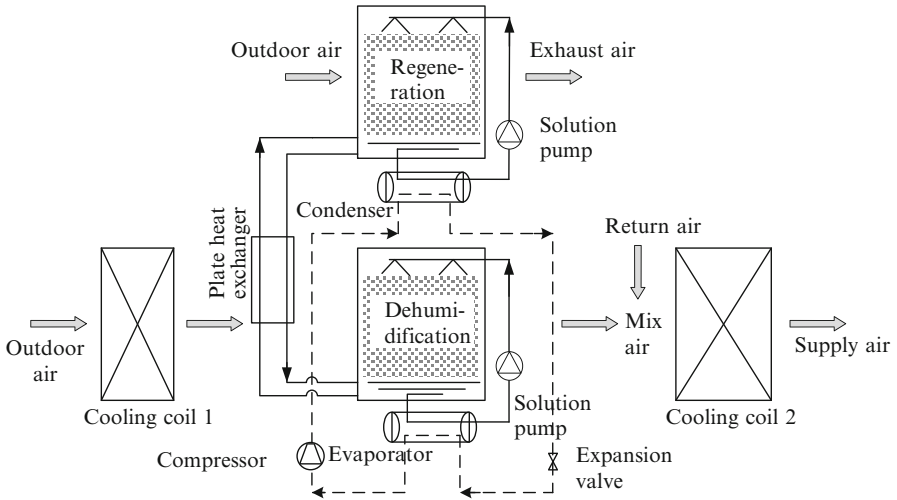 Outdoor air
Regene-
ration
Exhaust air
Solution
pump
Condenser
Plate heat
exchanger
Return air
Dehumi-
dification
Mix
air
Outdoor
air
Supply air
Cooling coil 1
Solution
pump
Cooling coil 2
Compressor
Evaporator
Expansion
valve